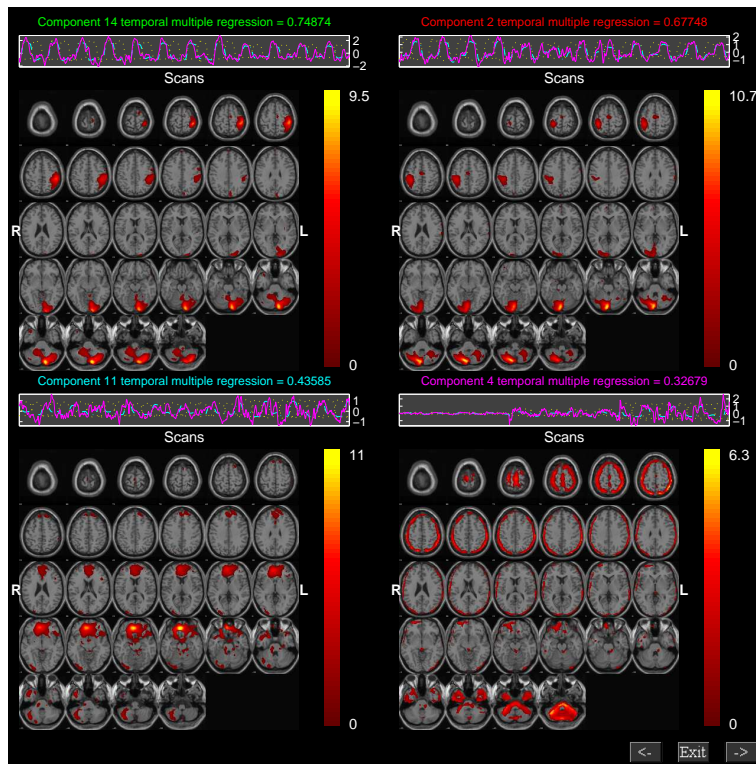 Component 14 temporal multiple regression = 0.74874
2
0
−2
Scans
9.5
0
Component 2 temporal multiple regression = 0.67748
2
1
0
−1
Scans
10.7
0
R
L
Component 11 temporal multiple regression = 0.43585
1
0
−1
Scans
11
0
Component 4 temporal multiple regression = 0.32679
2
1
0
−1
Scans
6.3
0
R
L
<- Exit ->